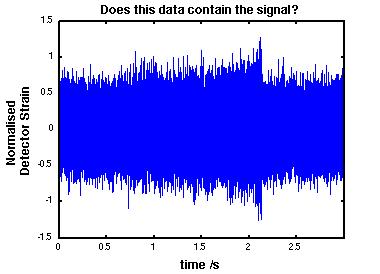 Does this data contain the signal?
1.5
1
0.5
0
-0.5
-1
-1.5
Normalised
Detector Strain
0 0.5 1 1.5 2 2.5
time /s